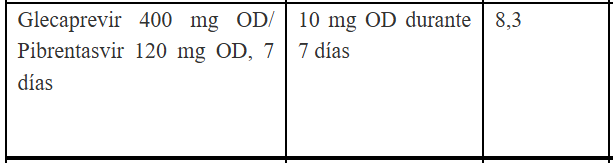 Glecaprevir 400 mg OD/
Pibrentasvir 120 mg OD, 7
días
10 mg OD durante
7 días
8,3